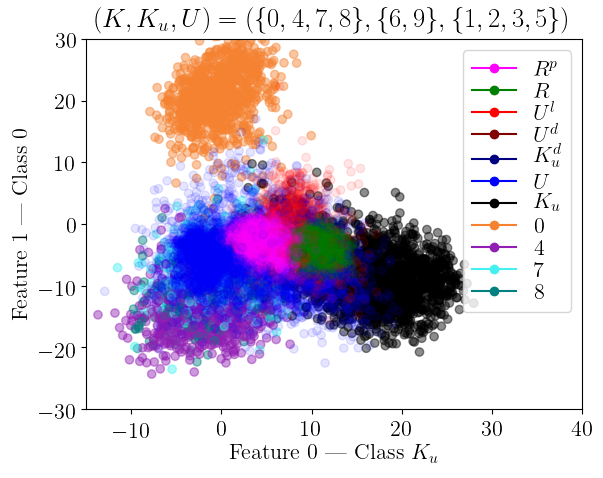 (K, K_u, U) = ({0, 4, 7, 8}, {6, 9}, {1, 2, 3, 5})
30
20
10
0
−10
−20
−30
Feature 1 — Class 0
R^p
R
U^l
U^d
K_u^d
U
K_u
0
4
7
8
−10 0 10 20 30 40
Feature 0 — Class K_u